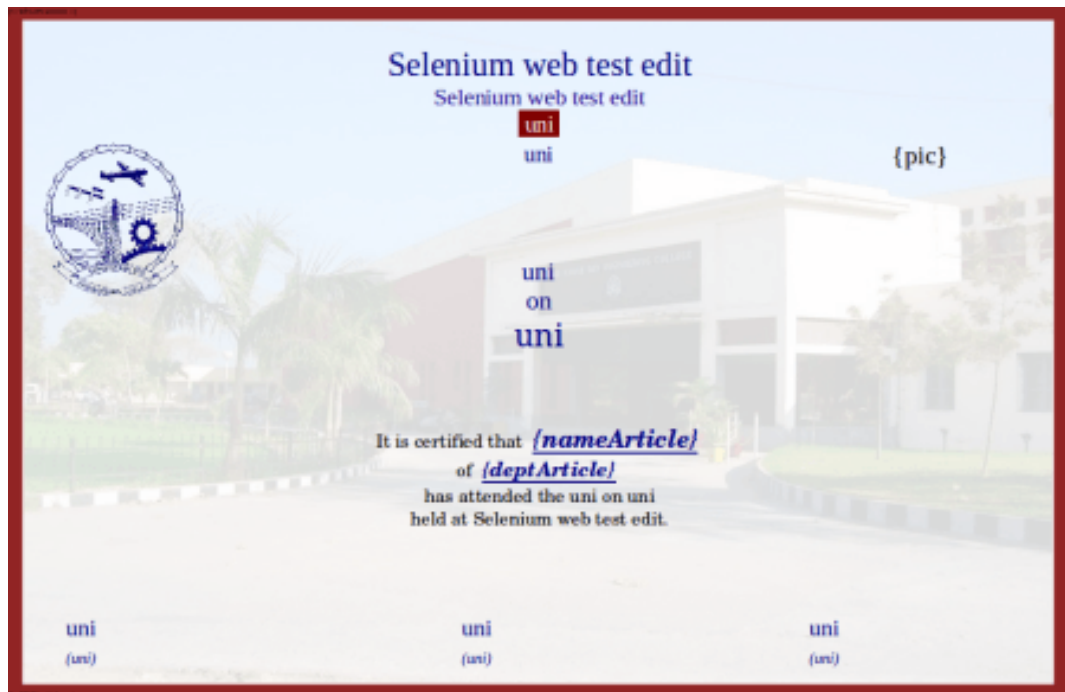 Selenium web test edit
Selenium web test edit
uni
uni
{pic}
uni
on
uni
It is certified that {nameArticle}
of {deptArticle}
has attended the uni on uni
held at Selenium web test edit.
uni uni uni
(uni) (uni) (uni)